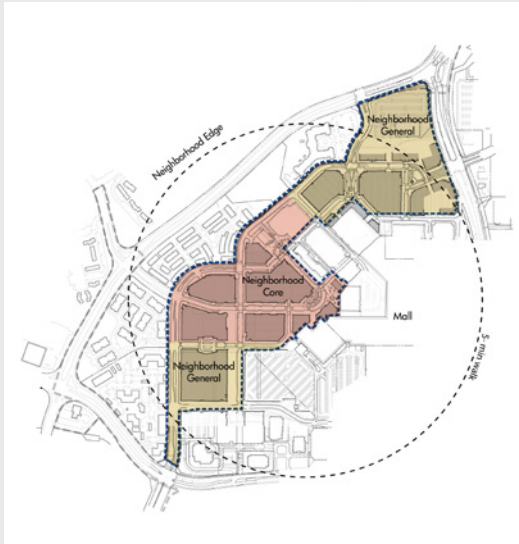 Neighborhood
General
Neighborhood Edge
Neighborhood
Core
Mall
5- min walk
Neighborhood
General